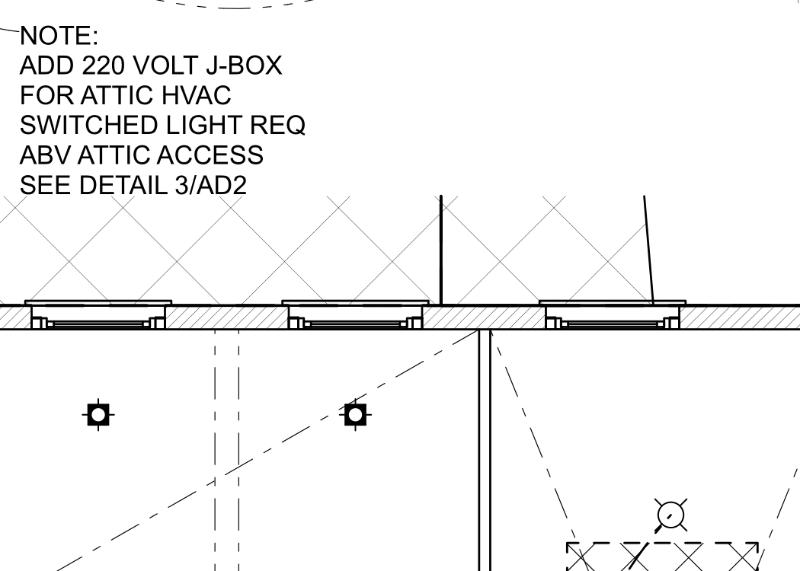 NOTE:
ADD 220 VOLT J-BOX
FOR ATTIC HVAC
SWITCHED LIGHT REQ
ABV ATTIC ACCESS
SEE DETAIL 3/AD2